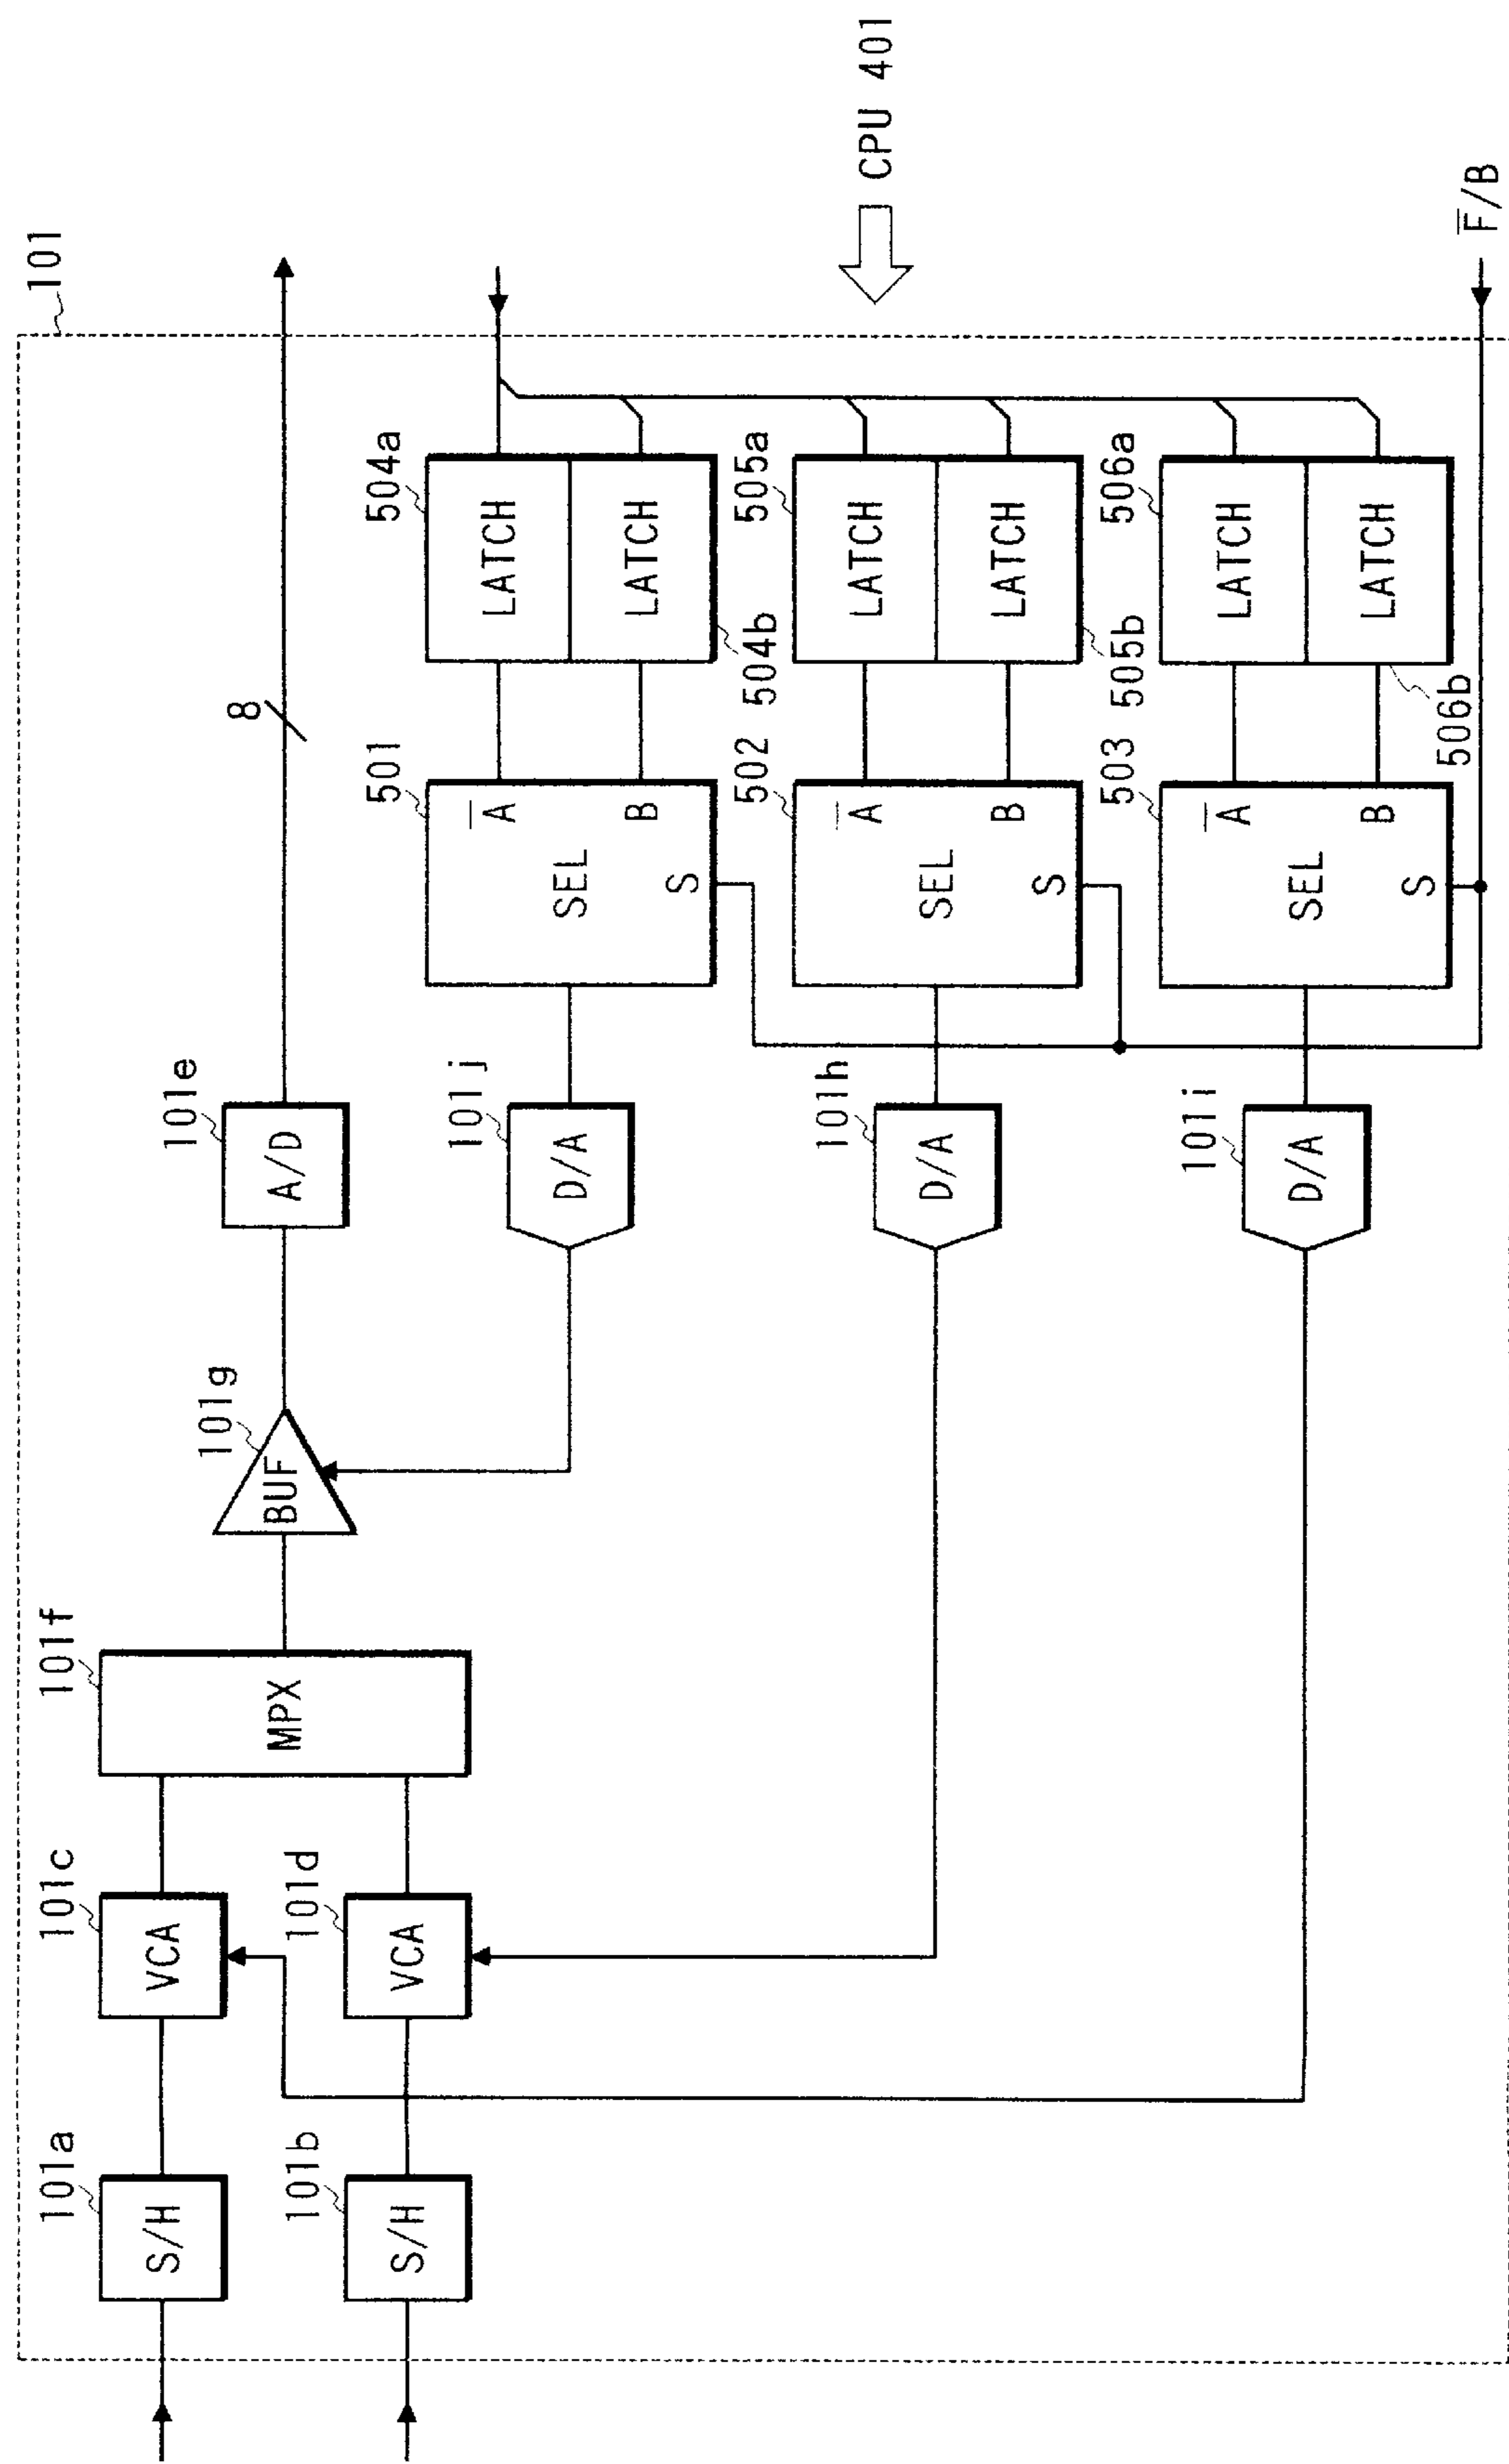 101
101a
S/H
101c
VCA
101f
MPX
101g
BUF
101e
A/D
8
101b
S/H
101d
VCA
101j
D/A
501
A̅
B
SEL
S
504a
LATCH
LATCH
504b
101h
D/A
502
A̅
B
SEL
S
505a
LATCH
LATCH
505b
CPU 401
101i
D/A
503
A̅
B
SEL
S
506a
LATCH
LATCH
506b
F̅/B